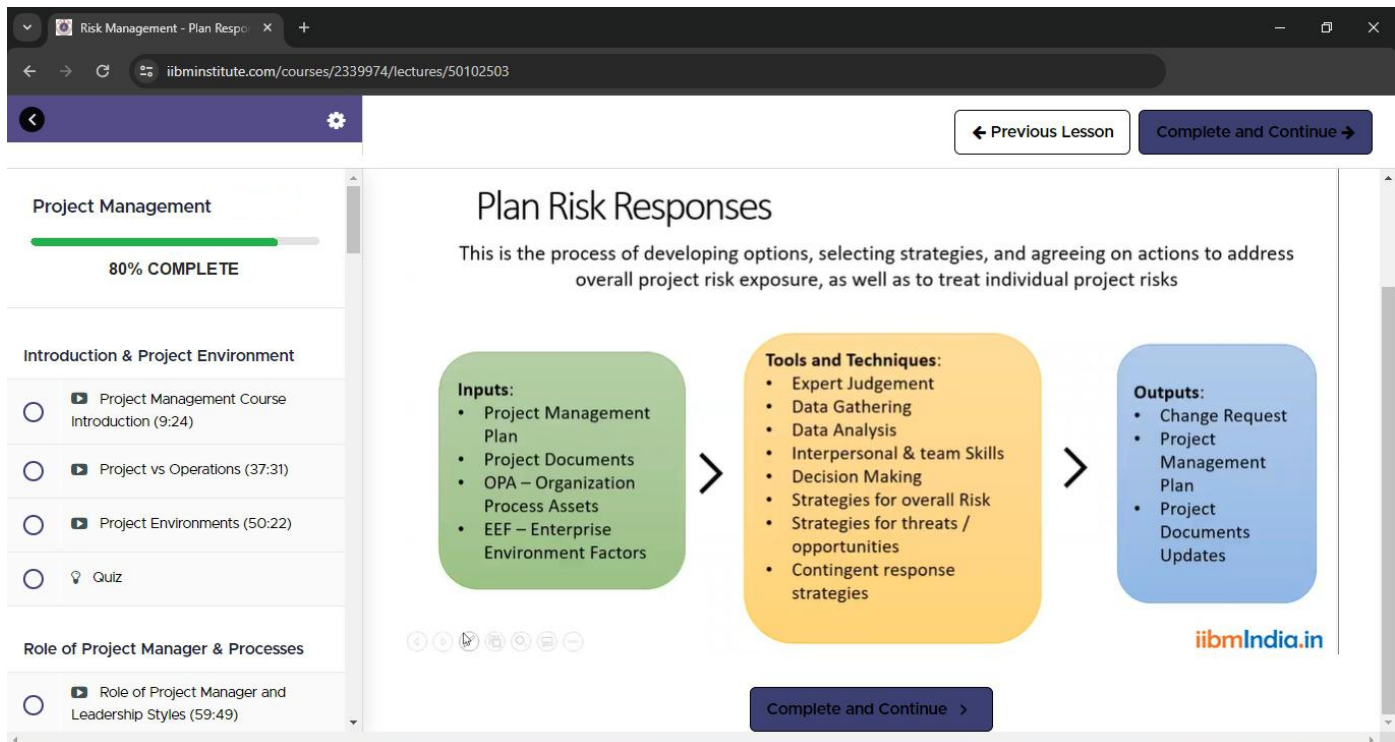 Risk Management - Plan Respo
iibminstitute.com/courses/2339974/lectures/50102503
Previous Lesson
Complete and Continue
Project Management
80% COMPLETE
Introduction & Project Environment
Project Management Course
Introduction (9:24)
Project vs Operations (37:31)
Project Environments (50:22)
Quiz
Role of Project Manager & Processes
Role of Project Manager and
Leadership Styles (59:49)
Plan Risk Responses
This is the process of developing options, selecting strategies, and agreeing on actions to address
overall project risk exposure, as well as to treat individual project risks
Inputs:
• Project Management
Plan
• Project Documents
• OPA – Organization
Process Assets
• EEF – Enterprise
Environment Factors
Tools and Techniques:
• Expert Judgement
• Data Gathering
• Data Analysis
• Interpersonal & team Skills
• Decision Making
• Strategies for overall Risk
• Strategies for threats /
opportunities
• Contingent response
strategies
Outputs:
• Change Request
• Project
Management
Plan
• Project
Documents
Updates
iibmIndia.in
Complete and Continue